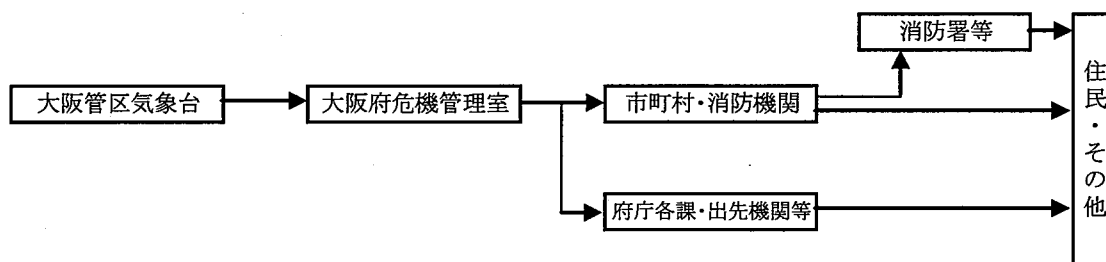 消防署等
大阪管区気象台
大阪府危機管理室
市町村・消防機関
府庁各課・出先機関等
住民・その他